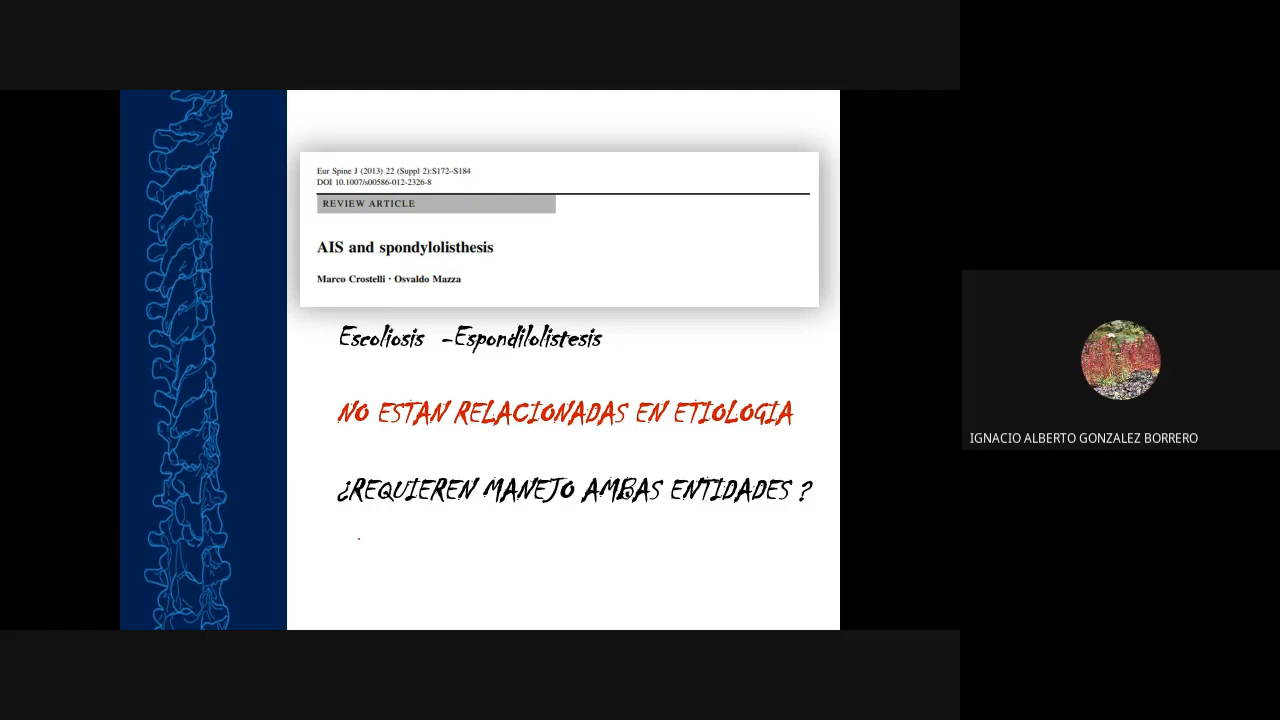 Eur Spine J (2013) 22 (Suppl 2):S172–S184
DOI 10.1007/s00586-012-2326-8
REVIEW ARTICLE
AIS and spondylolisthesis
Marco Crostelli · Osvaldo Mazza
Escoliosis -Espondilolistesis
NO ESTAN RELACIONADAS EN ETIOLOGIA
¿REQUIEREN MANEJO AMBAS ENTIDADES ?
IGNACIO ALBERTO GONZALEZ BORRERO